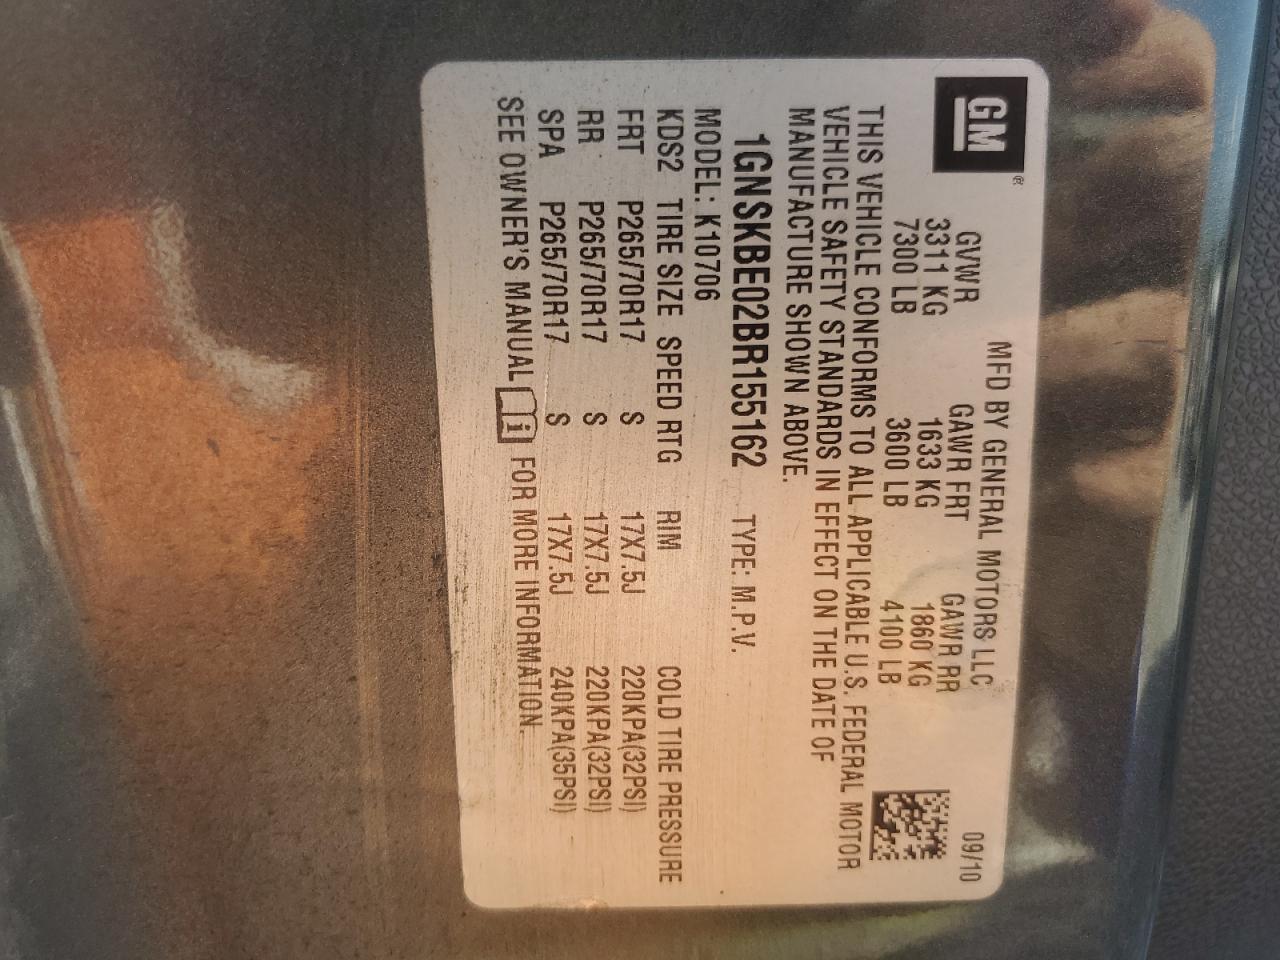 GM®
MFD BY GENERAL MOTORS LLC 09/10
GVWR GAWR FRT GAWR RR
3311 KG 1633 KG 1860 KG
7300 LB 3600 LB 4100 LB
THIS VEHICLE CONFORMS TO ALL APPLICABLE U.S. FEDERAL MOTOR
VEHICLE SAFETY STANDARDS IN EFFECT ON THE DATE OF
MANUFACTURE SHOWN ABOVE.
1GNSKBE02BR155162 TYPE: M.P.V.
MODEL: K10706
KDS2 TIRE SIZE SPEED RTG RIM COLD TIRE PRESSURE
FRT P265/70R17 S 17X7.5J 220KPA(32PSI)
RR P265/70R17 S 17X7.5J 220KPA(32PSI)
SPA P265/70R17 S 17X7.5J 240KPA(35PSI)
SEE OWNER'S MANUAL i FOR MORE INFORMATION.